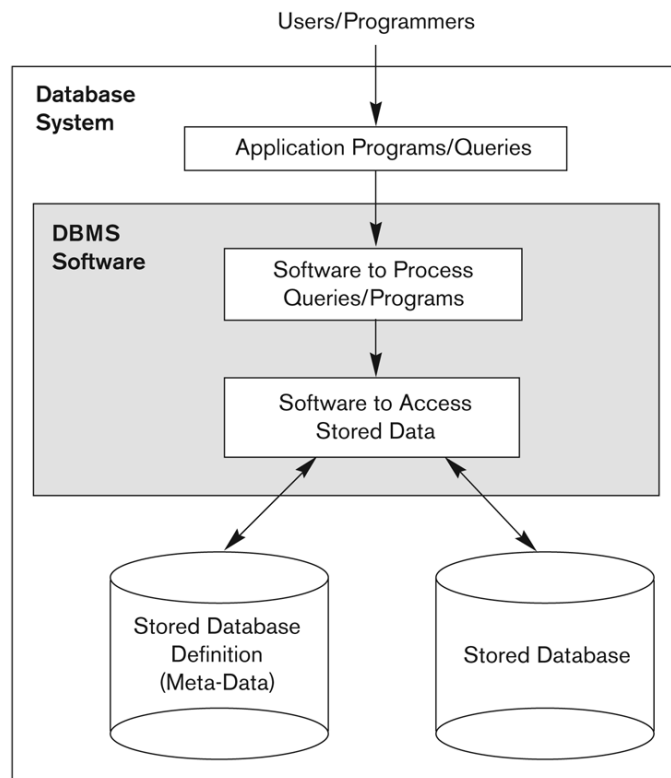 Users/Programmers
Database
System
Application Programs/Queries
DBMS
Software
Software to Process
Queries/Programs
Software to Access
Stored Data
Stored Database
Definition
(Meta-Data)
Stored Database